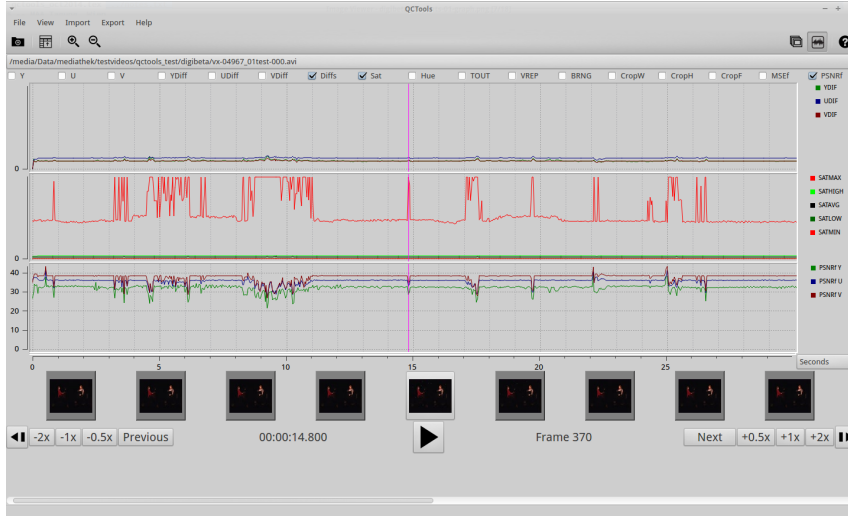 QCTools
File View Import Export Help
/media/Data/mediathek/testvideos/qctools_test/digibeta/vx-04967_01test-000.avi
Y U V YDiff UDiff VDiff Diffs Sat Hue TOUT VREP BRNG CropW CropH CropF MSEf PSNRf
YDIF
UDIF
VDIF
0
SATMAX
SATHIGH
SATAVG
SATLOW
SATMIN
0
40
30
20
10
0
PSNRf Y
PSNRf U
PSNRf V
0 5 10 15 20 25
Seconds
-2x -1x -0.5x Previous 00:00:14.800 Frame 370 Next +0.5x +1x +2x